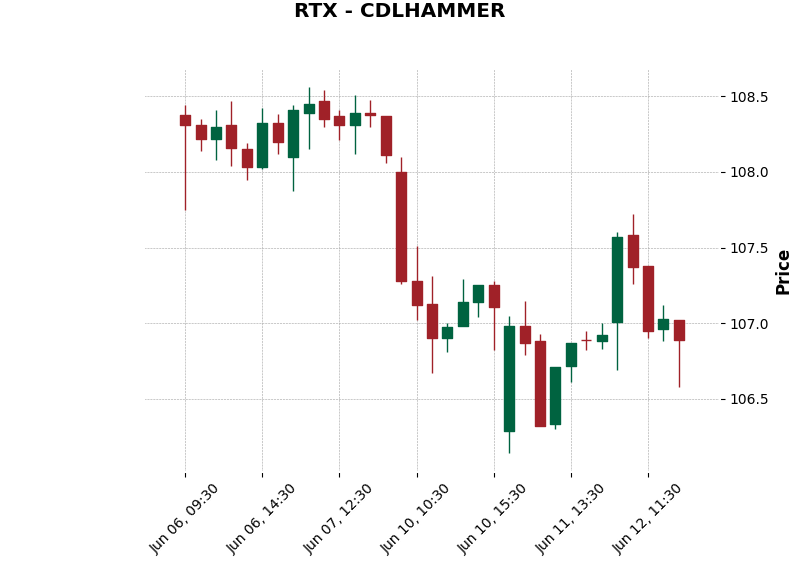 RTX - CDLHAMMER
108.5
108.0
107.5
107.0
106.5
Price
Jun 06, 09:30
Jun 06, 14:30
Jun 07, 12:30
Jun 10, 10:30
Jun 10, 15:30
Jun 11, 13:30
Jun 12, 11:30